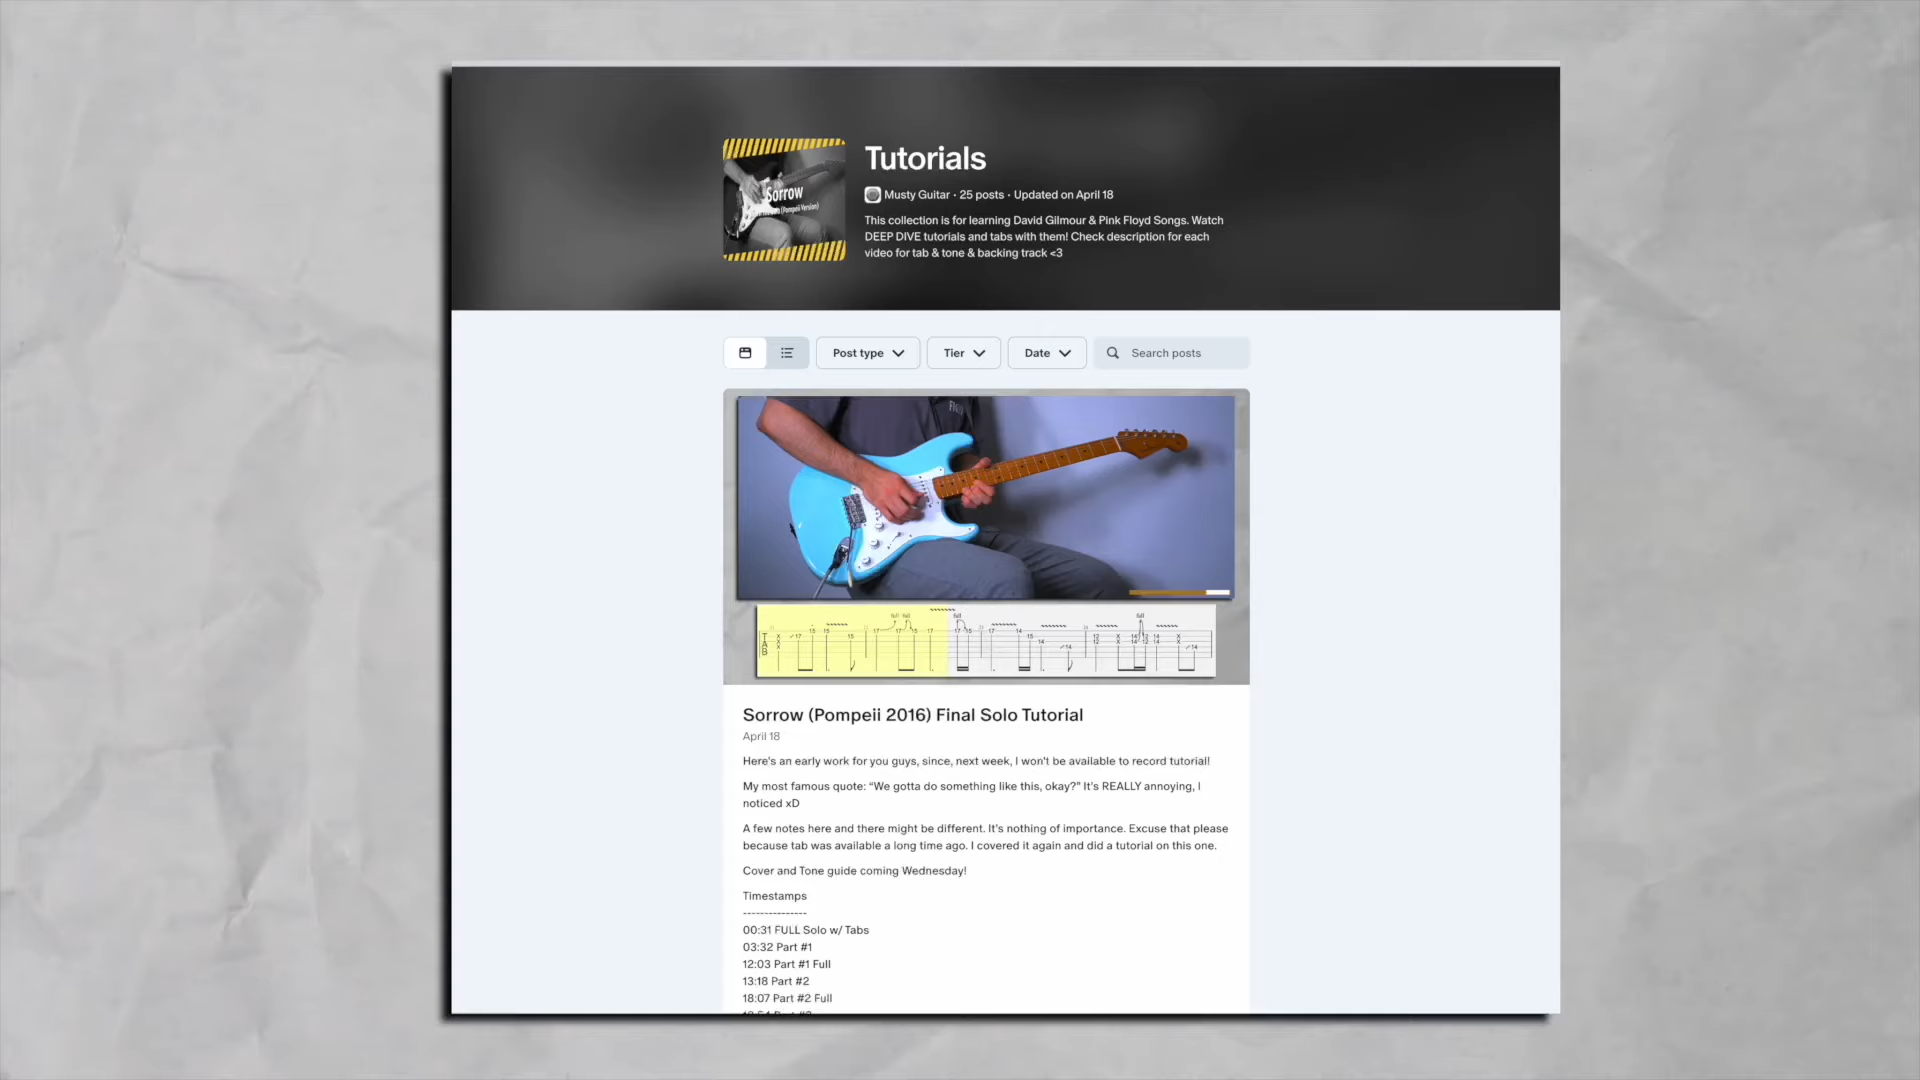 Sorrow
(Pompeii Version)
Tutorials
Musty Guitar · 25 posts · Updated on April 18
This collection is for learning David Gilmour & Pink Floyd Songs. Watch
DEEP DIVE tutorials and tabs with them! Check description for each
video for tab & tone & backing track <3
Post type
Tier
Date
Search posts
Sorrow (Pompeii 2016) Final Solo Tutorial
April 18
Here's an early work for you guys, since, next week, I won't be available to record tutorial!
My most famous quote: “We gotta do something like this, okay?” It's REALLY annoying, I
noticed xD
A few notes here and there might be different. It's nothing of importance. Excuse that please
because tab was available a long time ago. I covered it again and did a tutorial on this one.
Cover and Tone guide coming Wednesday!
Timestamps
---------------
00:31 FULL Solo w/ Tabs
03:32 Part #1
12:03 Part #1 Full
13:18 Part #2
18:07 Part #2 Full